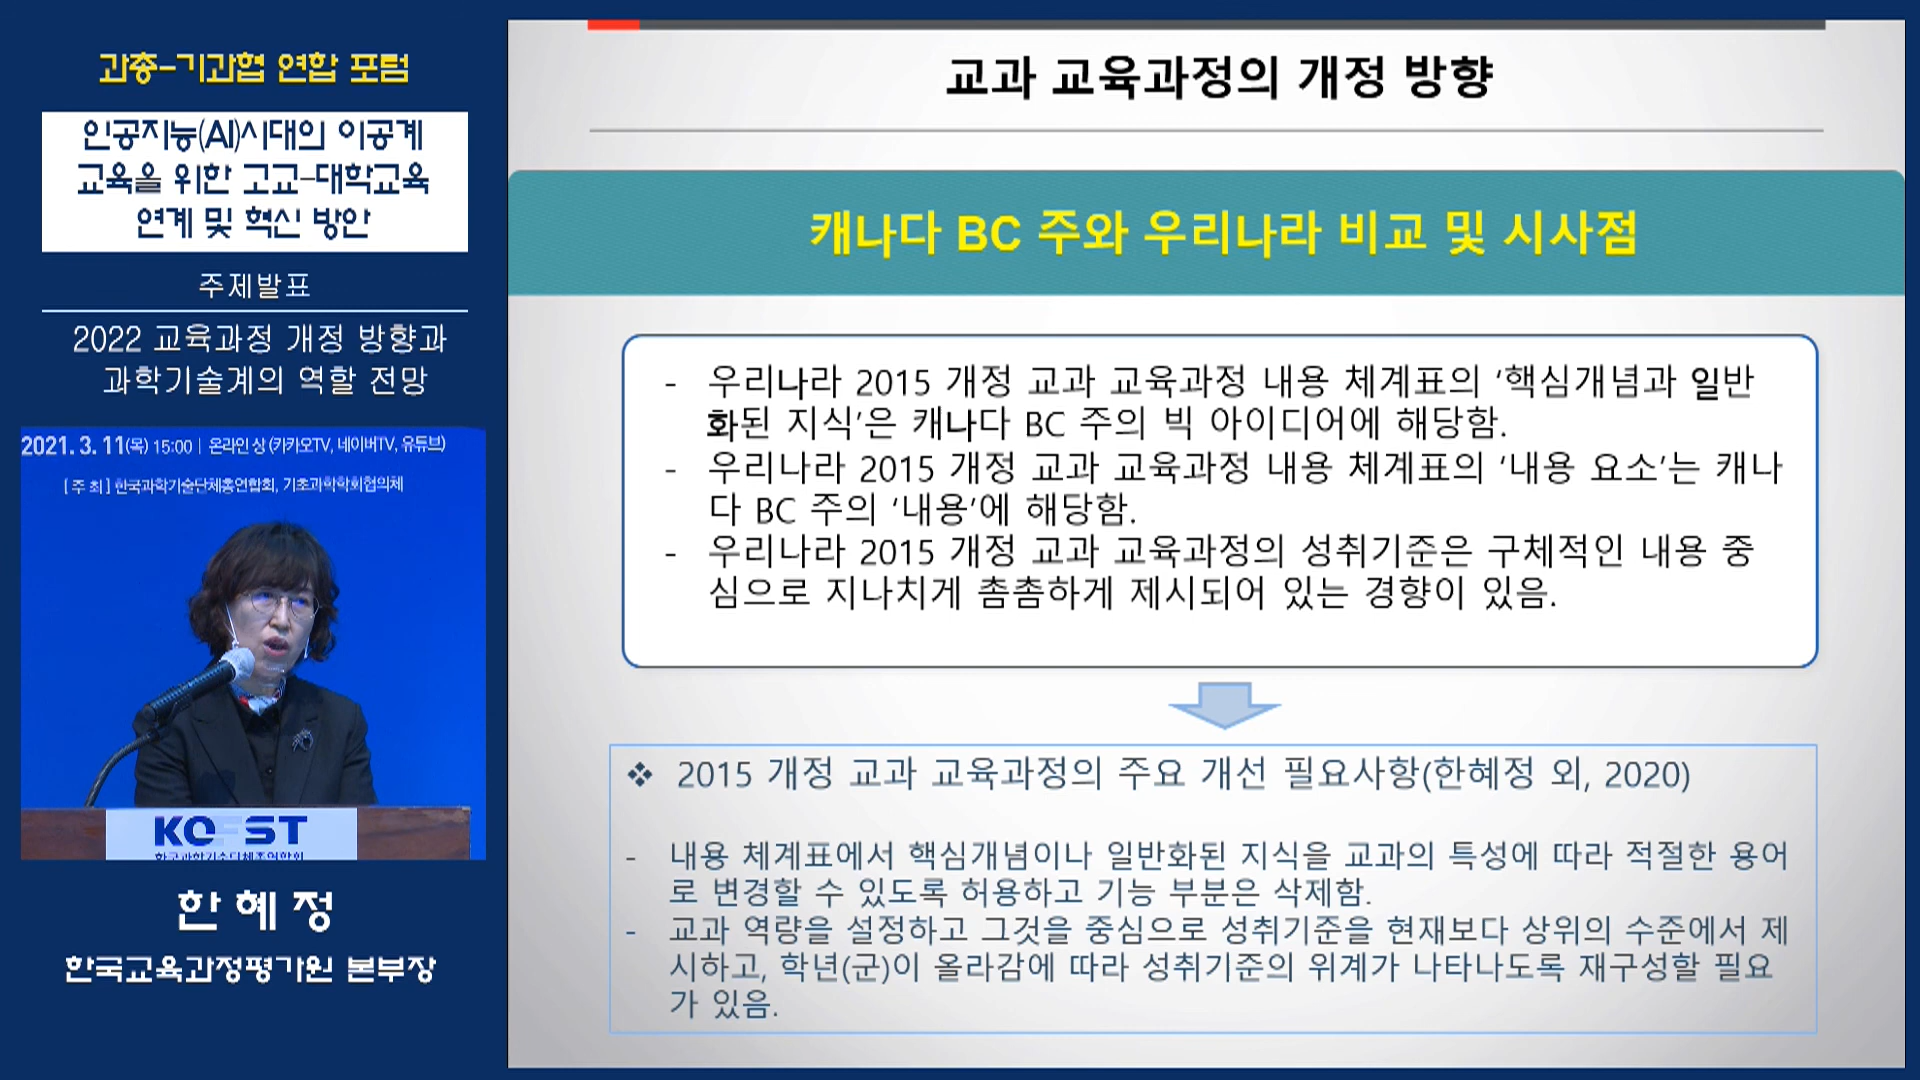 과총-기과협 연합 포럼
인공지능(AI)시대의 이공계
교육을 위한 고교-대학교육
연계 및 혁신 방안
주제발표
2022 교육과정 개정 방향과
과학기술계의 역할 전망
2021. 3. 11(목) 15:00 | 온라인 상 (카카오TV, 네이버TV, 유튜브)
[ 주 최 ] 한국과학기술단체총연합회, 기초과학학회협의체
KOFST
한국과학기술단체총연합회
한 혜 정
한국교육과정평가원 본부장
교과 교육과정의 개정 방향
캐나다 BC 주와 우리나라 비교 및 시사점
- 우리나라 2015 개정 교과 교육과정 내용 체계표의 ‘핵심개념과 일반
화된 지식’은 캐나다 BC 주의 빅 아이디어에 해당함.
- 우리나라 2015 개정 교과 교육과정 내용 체계표의 ‘내용 요소’는 캐나
다 BC 주의 ‘내용’에 해당함.
- 우리나라 2015 개정 교과 교육과정의 성취기준은 구체적인 내용 중
심으로 지나치게 촘촘하게 제시되어 있는 경향이 있음.
❖ 2015 개정 교과 교육과정의 주요 개선 필요사항(한혜정 외, 2020)
- 내용 체계표에서 핵심개념이나 일반화된 지식을 교과의 특성에 따라 적절한 용어
로 변경할 수 있도록 허용하고 기능 부분은 삭제함.
- 교과 역량을 설정하고 그것을 중심으로 성취기준을 현재보다 상위의 수준에서 제
시하고, 학년(군)이 올라감에 따라 성취기준의 위계가 나타나도록 재구성할 필요
가 있음.